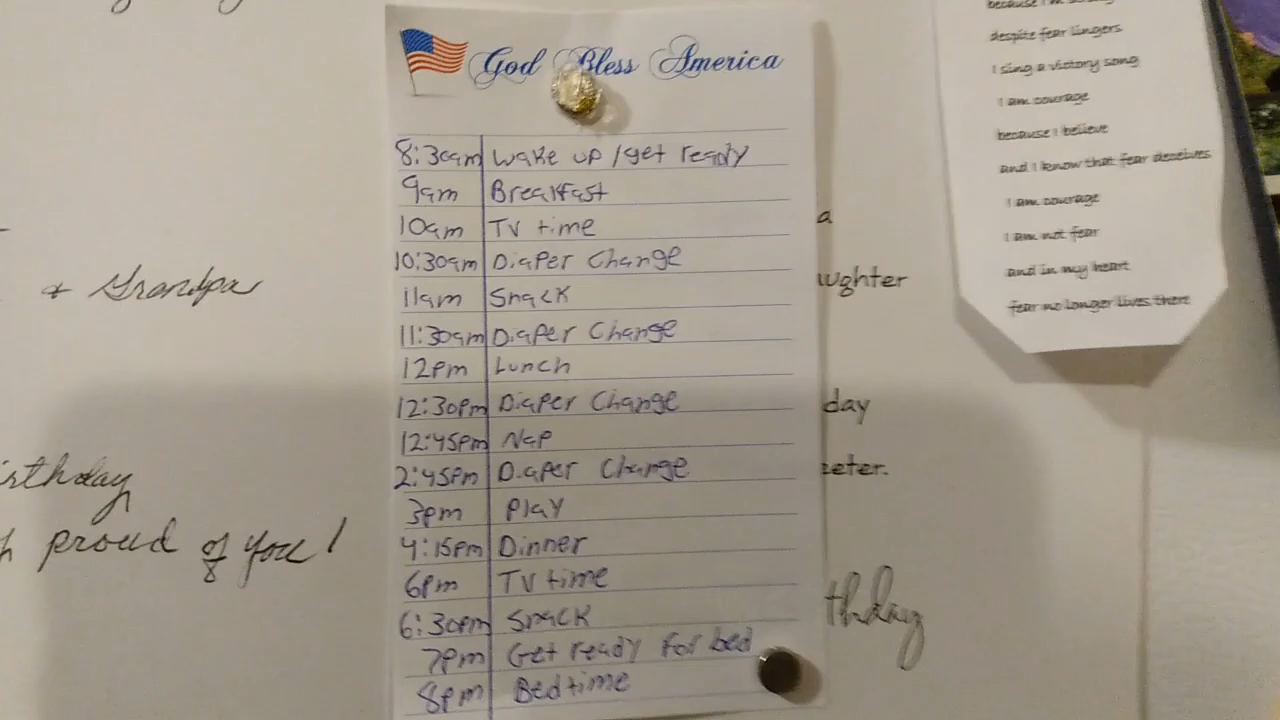 God Bless America
8:30am wake up / get ready
9am Breakfast
10am TV time
10:30am Diaper Change
11am Snack
11:30am Diaper Change
12pm Lunch
12:30pm Diaper Change
12:45pm Nap
2:45pm Diaper Change
3pm Play
4:15pm Dinner
6pm TV time
6:30pm Snack
7pm Get ready for bed
8pm Bedtime
& Grandpa
proud of you!
a
day
despite fear lingers
I sing a victory song
I am courage
because I believe
and I know that fear deceives
I am courage
I am not fear
and in my heart
fear no longer lives there